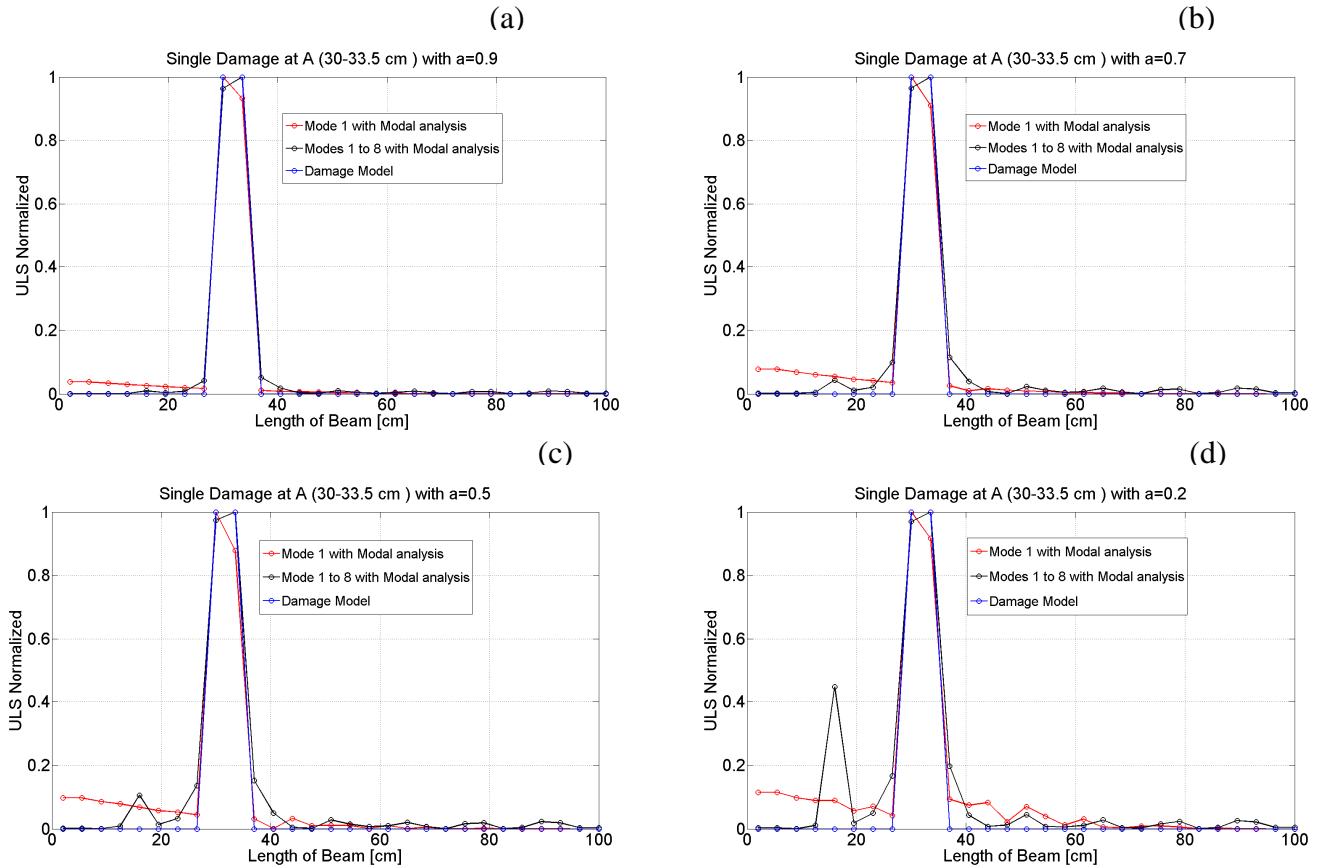 (a)
Single Damage at A (30-33.5 cm ) with a=0.9
ULS Normalized
1
0.8
0.6
0.4
0.2
0
Mode 1 with Modal analysis
Modes 1 to 8 with Modal analysis
Damage Model
0 20 40 60 80 100
Length of Beam [cm]
(b)
Single Damage at A (30-33.5 cm ) with a=0.7
ULS Normalized
1
0.8
0.6
0.4
0.2
0
Mode 1 with Modal analysis
Modes 1 to 8 with Modal analysis
Damage Model
0 20 40 60 80 100
Length of Beam [cm]
(c)
Single Damage at A (30-33.5 cm ) with a=0.5
ULS Normalized
1
0.8
0.6
0.4
0.2
0
Mode 1 with Modal analysis
Mode 1 to 8 with Modal analysis
Damage Model
0 20 40 60 80 100
Length of Beam [cm]
(d)
Single Damage at A (30-33.5 cm ) with a=0.2
ULS Normalized
1
0.8
0.6
0.4
0.2
0
Mode 1 with Modal analysis
Modes 1 to 8 with Modal analysis
Damage Model
0 20 40 60 80 100
Length of Beam [cm]